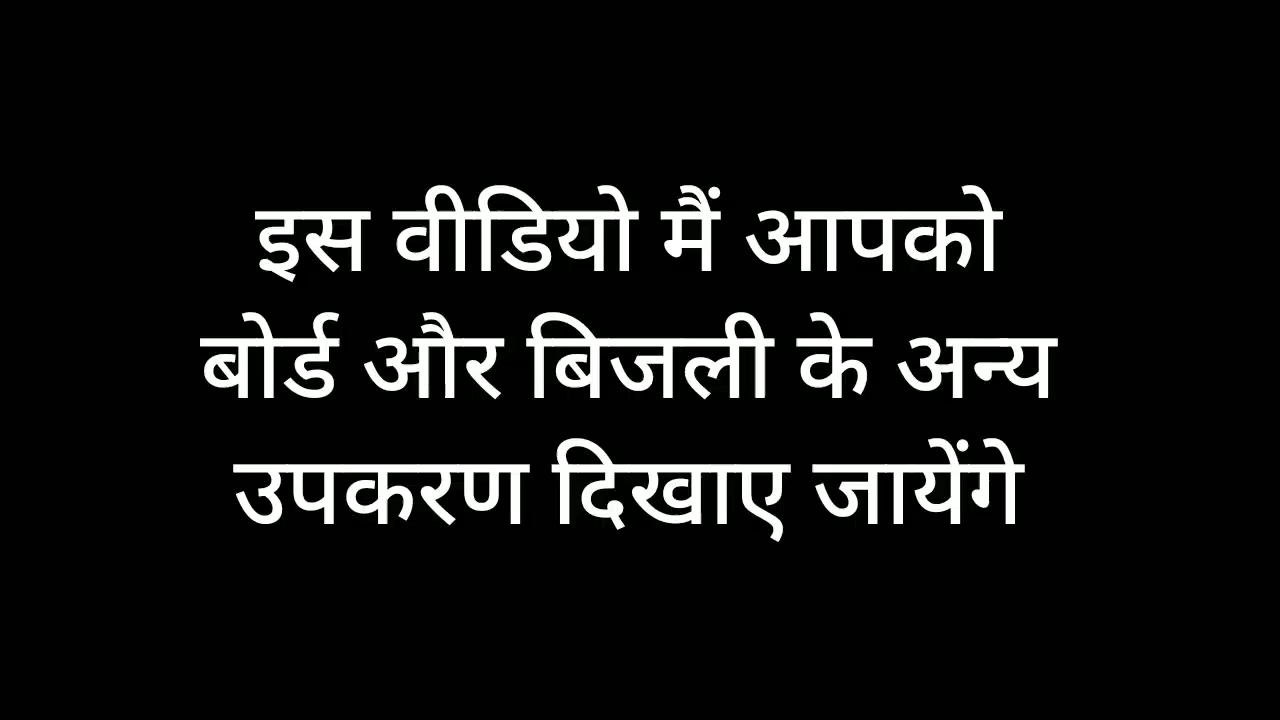 इस वीडियो मैं आपको
बोर्ड और बिजली के अन्य
उपकरण दिखाए जायेंगे